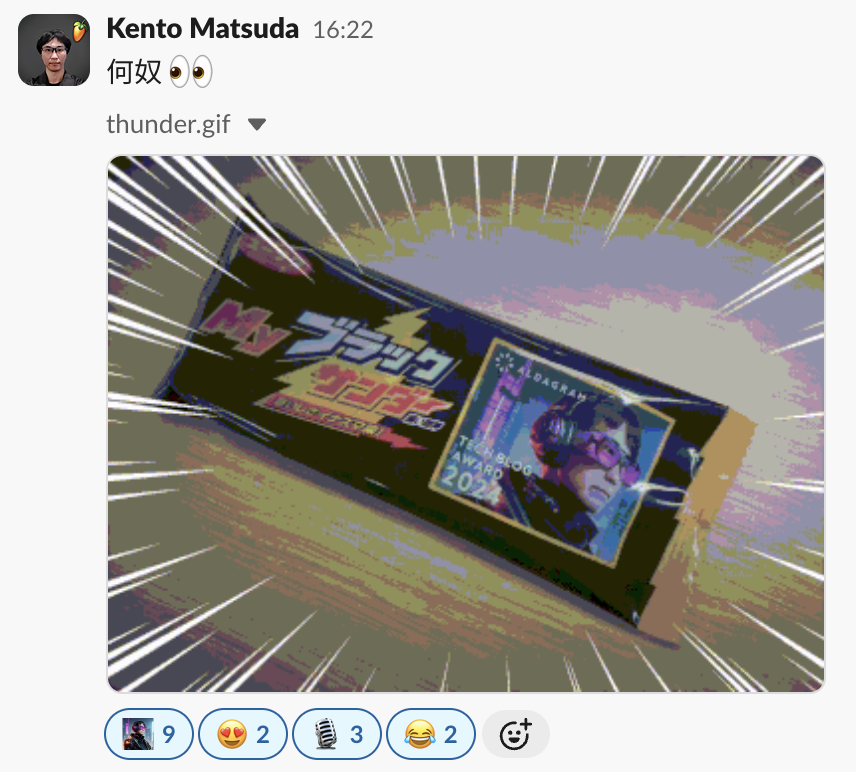 Kento Matsuda 16:22
何奴 👀
thunder.gif
My
ブラック
サンダー
ALDAGRAM
TECH BLOG
AWARD
2024
9 2 3 2